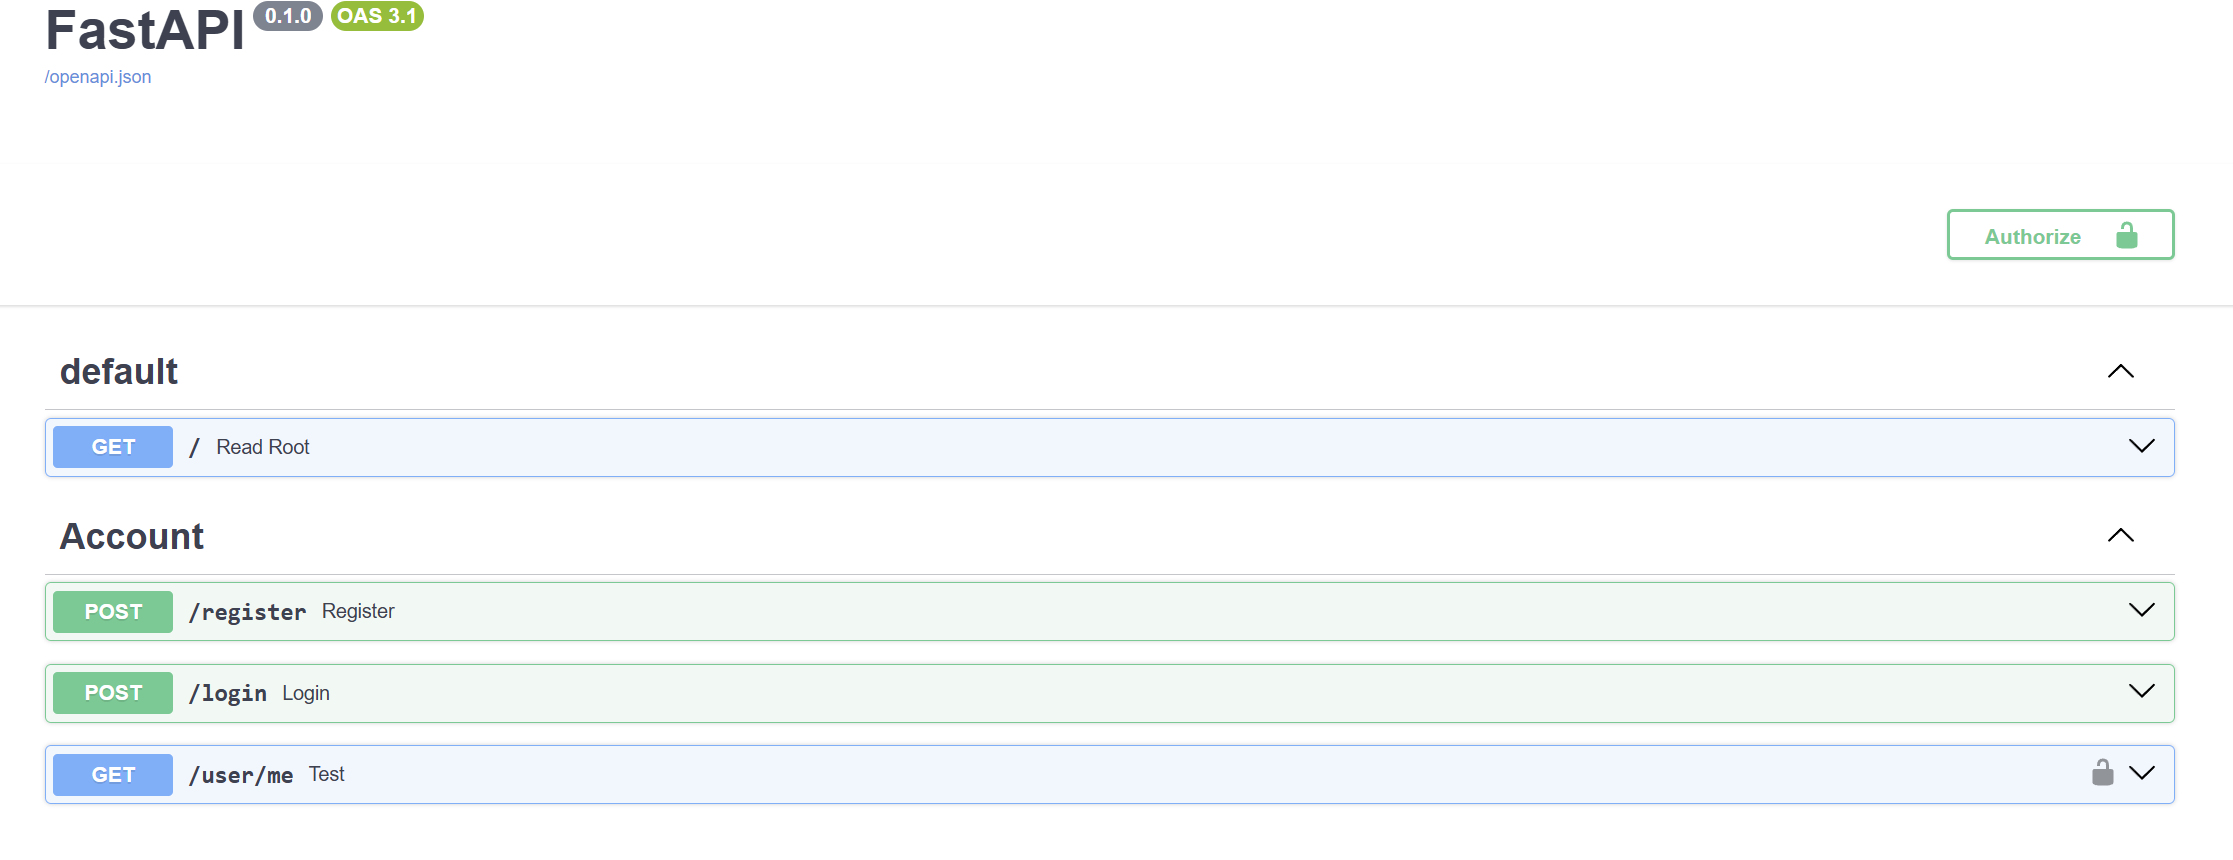 FastAPI 0.1.0 OAS 3.1
/openapi.json
Authorize
default
GET / Read Root
Account
POST /register Register
POST /login Login
GET /user/me Test